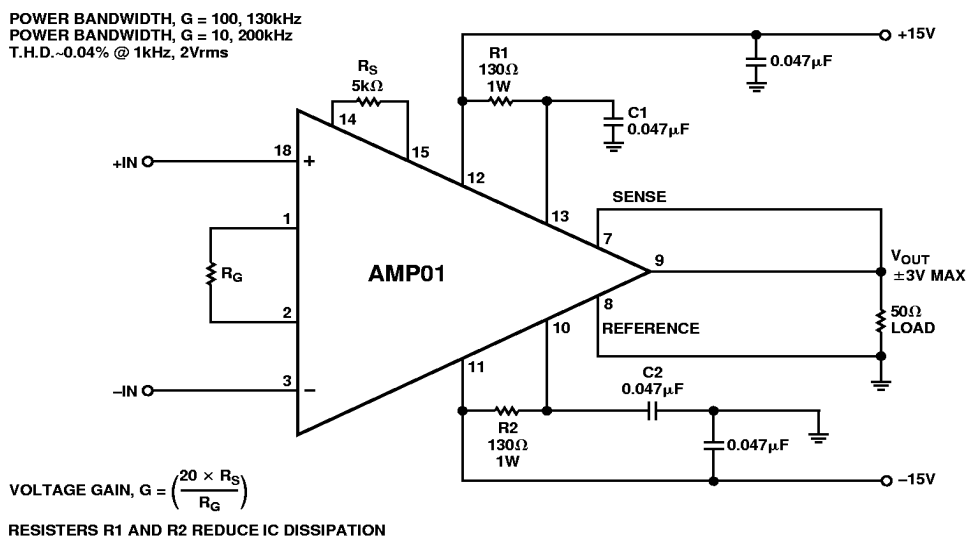 POWER BANDWIDTH, G = 100, 130kHz
POWER BANDWIDTH, G = 10, 200kHz
T.H.D.~0.04% @ 1kHz, 2Vrms
+15V
R1
130Ω
1W
0.047μF
RS
5kΩ
C1
0.047μF
14
15
+IN
18
+
12
13
SENSE
1
7
9
VOUT
±3V MAX
RG
AMP01
2
8
REFERENCE
50Ω
LOAD
10
11
–IN
3
–
C2
0.047μF
R2
130Ω
1W
0.047μF
–15V
VOLTAGE GAIN, G = (20 × RS / RG)
RESISTERS R1 AND R2 REDUCE IC DISSIPATION